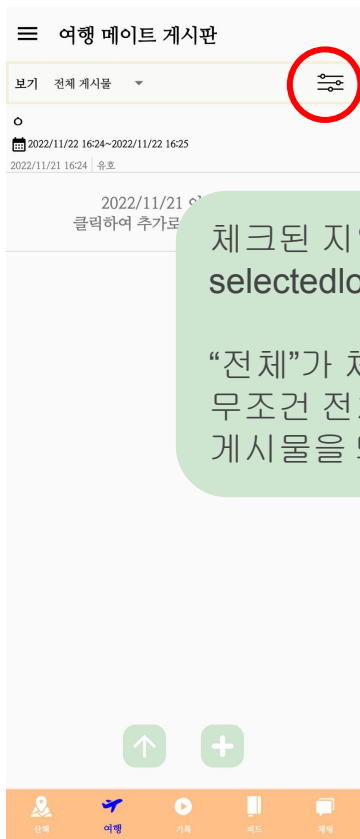 여행 메이트 게시판
보기 전체 게시물
ㅇ
2022/11/22 16:24~2022/11/22 16:25
2022/11/21 16:24 유호
2022/11/21
클릭하여 추가로
체크된 지
selectedlo
“전체”가
무조건 전
게시물을
산책 여행 기록 피드 채팅